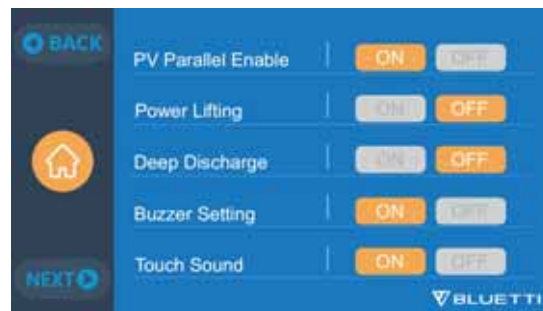 BACK
PV Parallel Enable ON OFF
Power Lifting ON OFF
Deep Discharge ON OFF
Buzzer Setting ON OFF
Touch Sound ON OFF
NEXT
BLUETTI